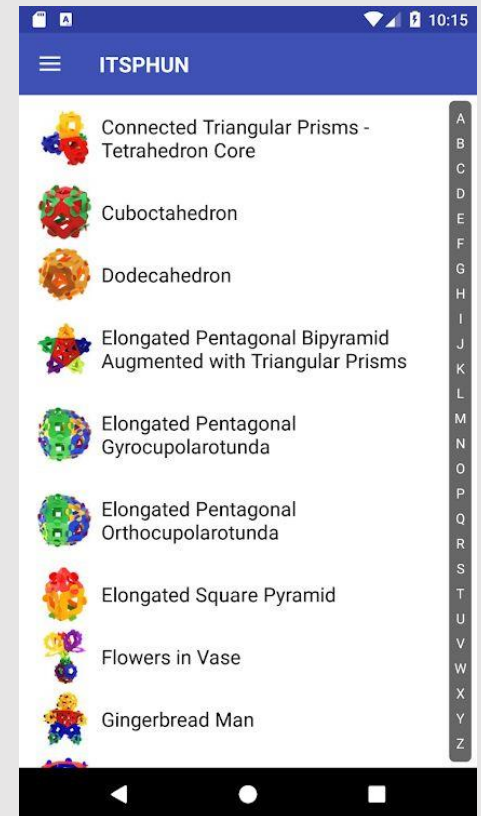 A
10:15
ITSPHUN
Connected Triangular Prisms -
Tetrahedron Core
Cuboctahedron
Dodecahedron
Elongated Pentagonal Bipyramid
Augmented with Triangular Prisms
Elongated Pentagonal
Gyrocupolarotunda
Elongated Pentagonal
Orthocupolarotunda
Elongated Square Pyramid
Flowers in Vase
Gingerbread Man
A
B
C
D
E
F
G
H
I
J
K
L
M
N
O
P
Q
R
S
T
U
V
W
X
Y
Z